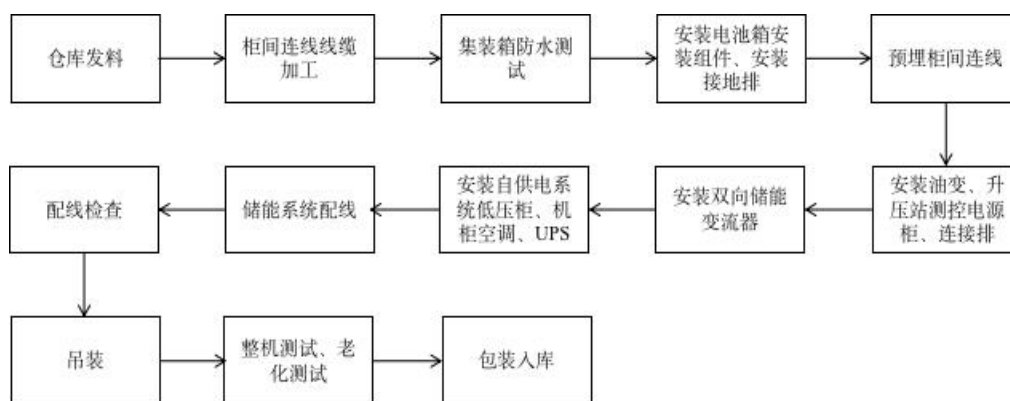 仓库发料
柜间连线线缆
加工
集装箱防水测
试
安装电池箱安
装组件、安装
接地排
预埋柜间连线
安装油变、升
压站测控电源
柜、连接排
安装双向储能
变流器
安装自供电系
统低压柜、机
柜空调、UPS
储能系统配线
配线检查
吊装
整机测试、老
化测试
包装入库